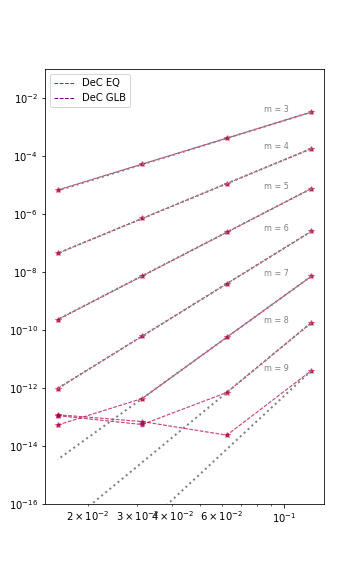 DeC EQ
DeC GLB
10⁻²
m = 3
10⁻⁴
m = 4
m = 5
10⁻⁶
m = 6
10⁻⁸
m = 7
10⁻¹⁰
m = 8
m = 9
10⁻¹²
10⁻¹⁴
10⁻¹⁶
2 × 10⁻² 3 × 10⁻² 4 × 10⁻² 6 × 10⁻² 10⁻¹